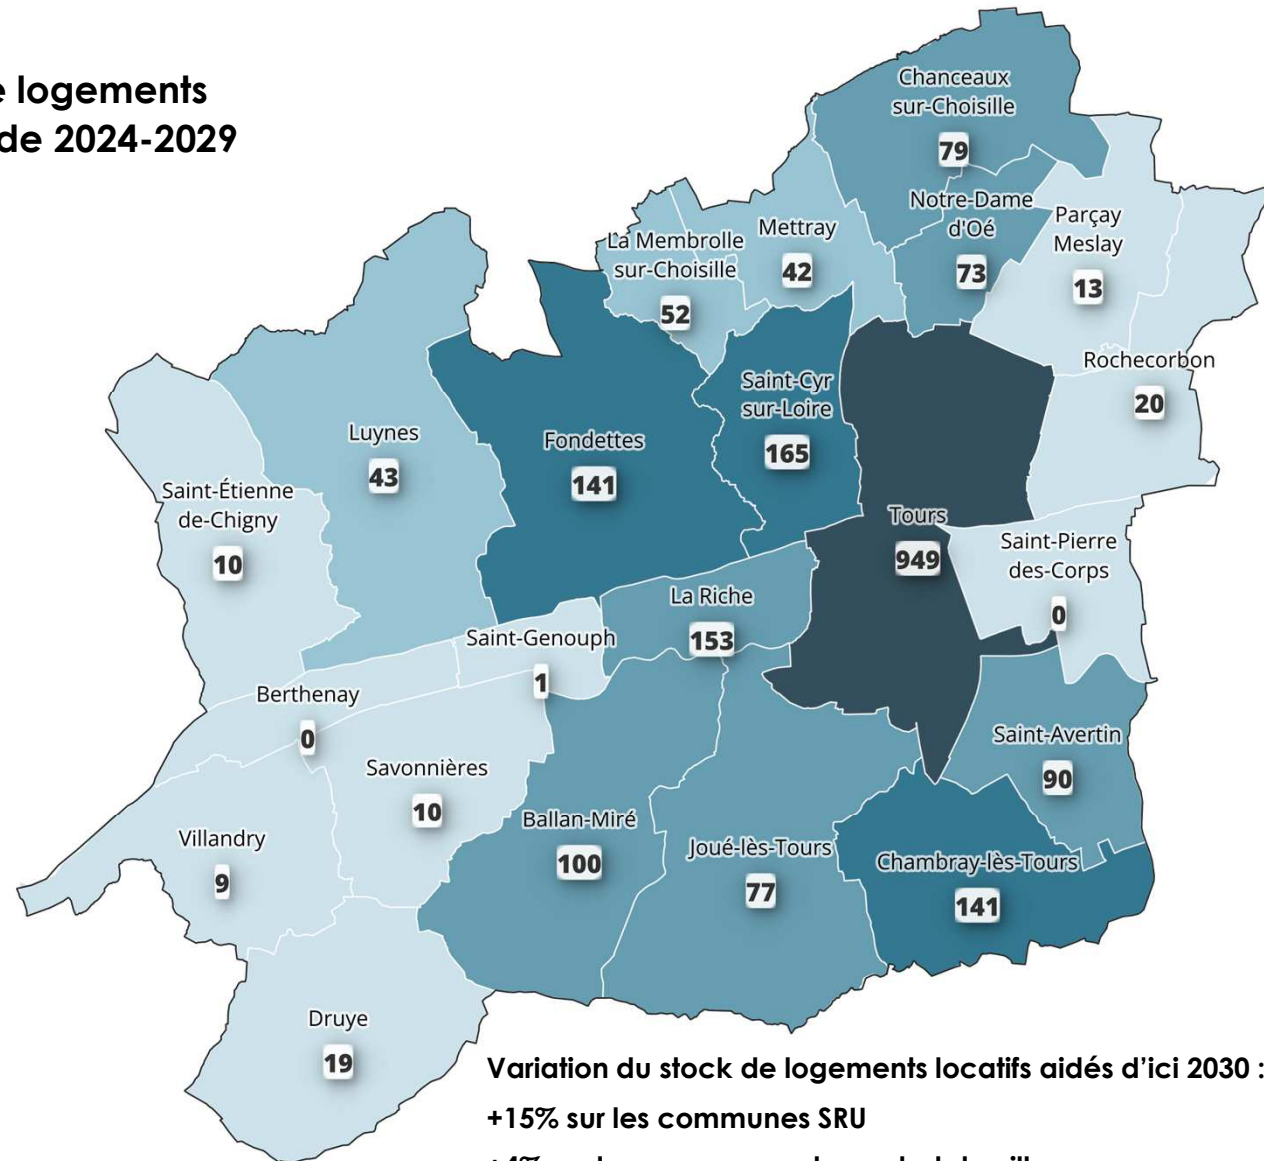 logements
de 2024-2029
Chanceaux
sur-Choisille
79
Notre-Dame
d'Oé
73
Parçay
Meslay
13
La Membrolle
sur-Choisille
52
Mettray
42
Rochecorbon
20
Saint-Cyr
sur-Loire
165
Luynes
43
Fondettes
141
Saint-Étienne
de-Chigny
10
Tours
949
Saint-Pierre
des-Corps
0
La Riche
153
Saint-Genouph
1
Berthenay
0
Savonnières
10
Saint-Avertin
90
Villandry
9
Ballan-Miré
100
Joué-lès-Tours
77
Chambray-lès-Tours
141
Druye
19
Variation du stock de logements locatifs aidés d’ici 2030 :
+15% sur les communes SRU